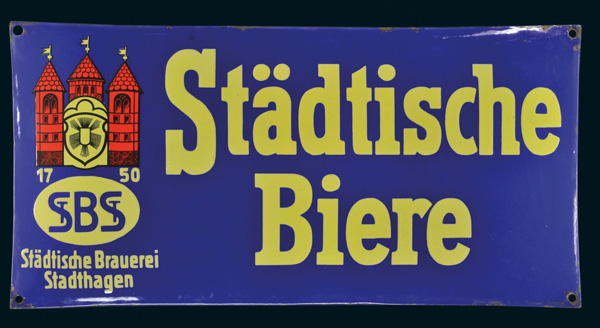 Städtische
Biere
17 50
SBS
Städtische Brauerei
Stadthagen